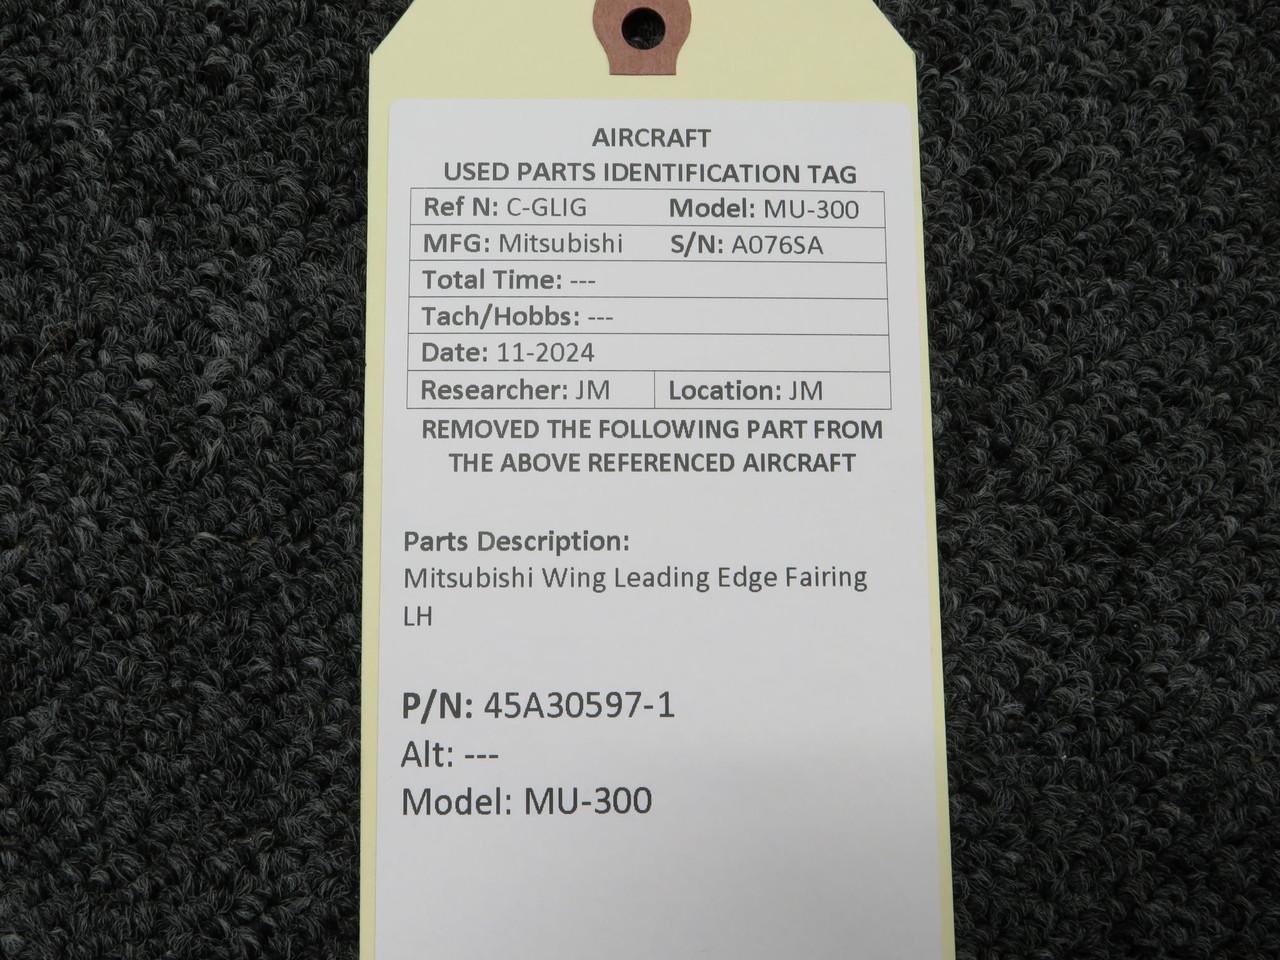 AIRCRAFT
USED PARTS IDENTIFICATION TAG
Ref N: C-GLIG Model: MU-300
MFG: Mitsubishi S/N: A076SA
Total Time: ---
Tach/Hobbs: ---
Date: 11-2024
Researcher: JM Location: JM
REMOVED THE FOLLOWING PART FROM
THE ABOVE REFERENCED AIRCRAFT
Parts Description:
Mitsubishi Wing Leading Edge Fairing
LH
P/N: 45A30597-1
Alt: ---
Model: MU-300